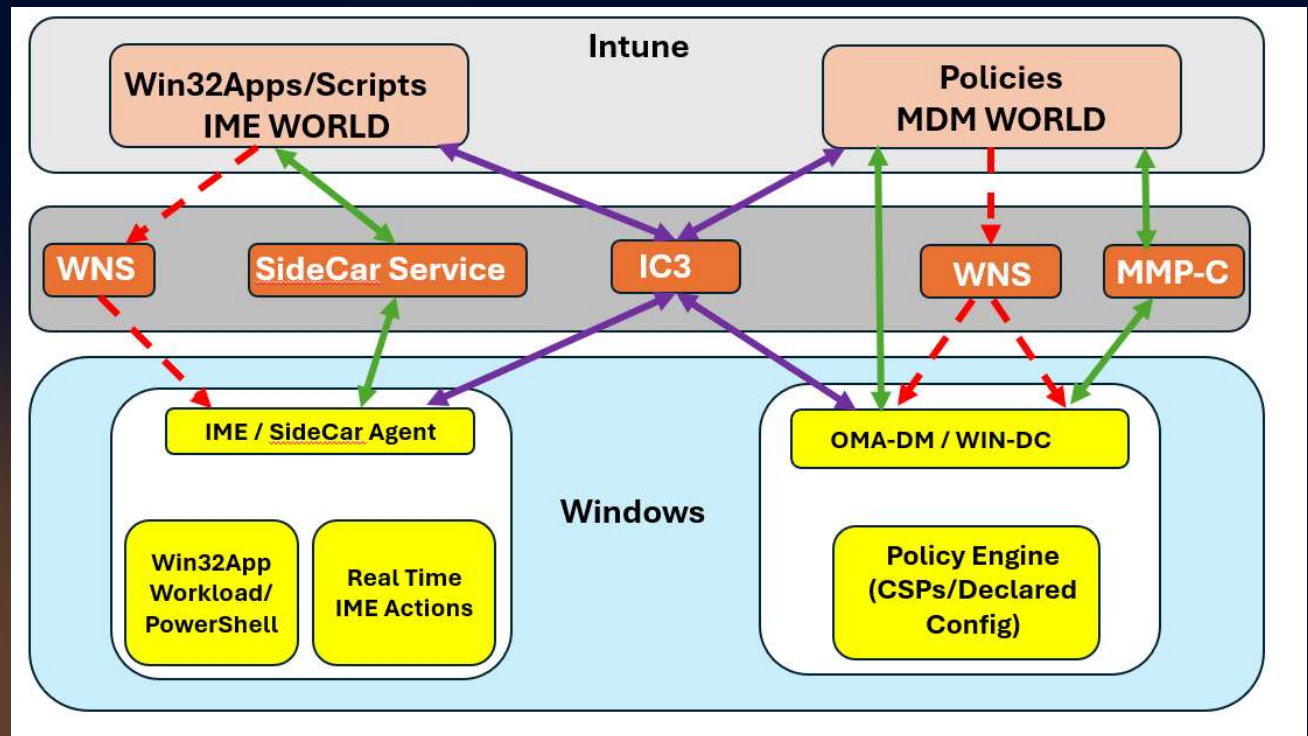 Intune
Win32Apps/Scripts
IME WORLD
Policies
MDM WORLD
WNS
SideCar Service
IC3
WNS
MMP-C
IME / SideCar Agent
OMA-DM / WIN-DC
Windows
Win32App
Workload/
PowerShell
Real Time
IME Actions
Policy Engine
(CSPs/Declared
Config)